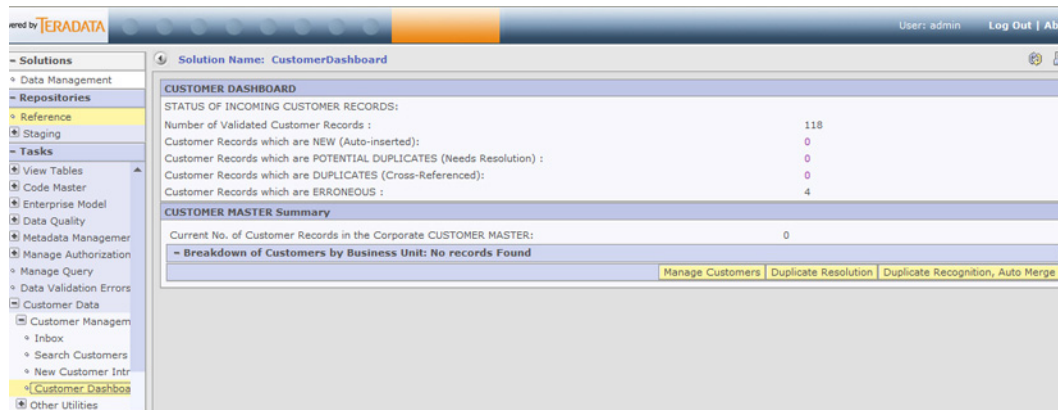 ered by TERADATA
User: admin Log Out | Ab
Solutions
Data Management
Repositories
Reference
Staging
Tasks
View Tables
Code Master
Enterprise Model
Data Quality
Metadata Managemer
Manage Authorization
Manage Query
Data Validation Errors
Customer Data
Customer Managem
Inbox
Search Customers
New Customer Intr
Customer Dashboa
Other Utilities
Solution Name: CustomerDashboard
CUSTOMER DASHBOARD
STATUS OF INCOMING CUSTOMER RECORDS:
Number of Validated Customer Records : 118
Customer Records which are NEW (Auto-inserted): 0
Customer Records which are POTENTIAL DUPLICATES (Needs Resolution) : 0
Customer Records which are DUPLICATES (Cross-Referenced): 0
Customer Records which are ERRONEOUS : 4
CUSTOMER MASTER Summary
Current No. of Customer Records in the Corporate CUSTOMER MASTER: 0
Breakdown of Customers by Business Unit: No records Found
Manage Customers Duplicate Resolution Duplicate Recognition, Auto Merge